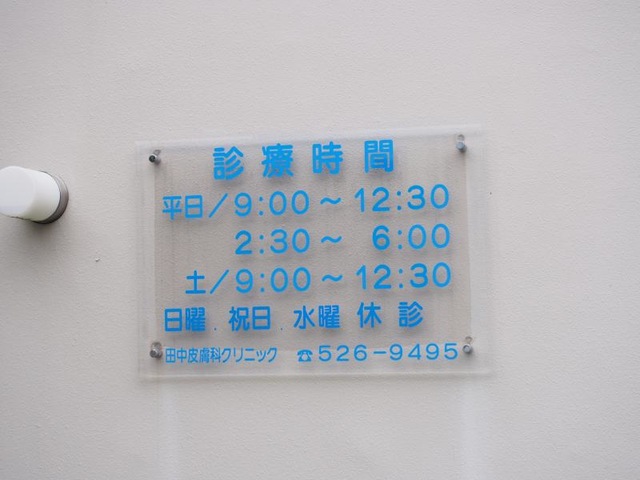 診療時間
平日/9:00～12:30
2:30～ 6:00
土/9:00～12:30
日曜.祝日.水曜 休診
田中皮膚科クリニック ☎526-9495